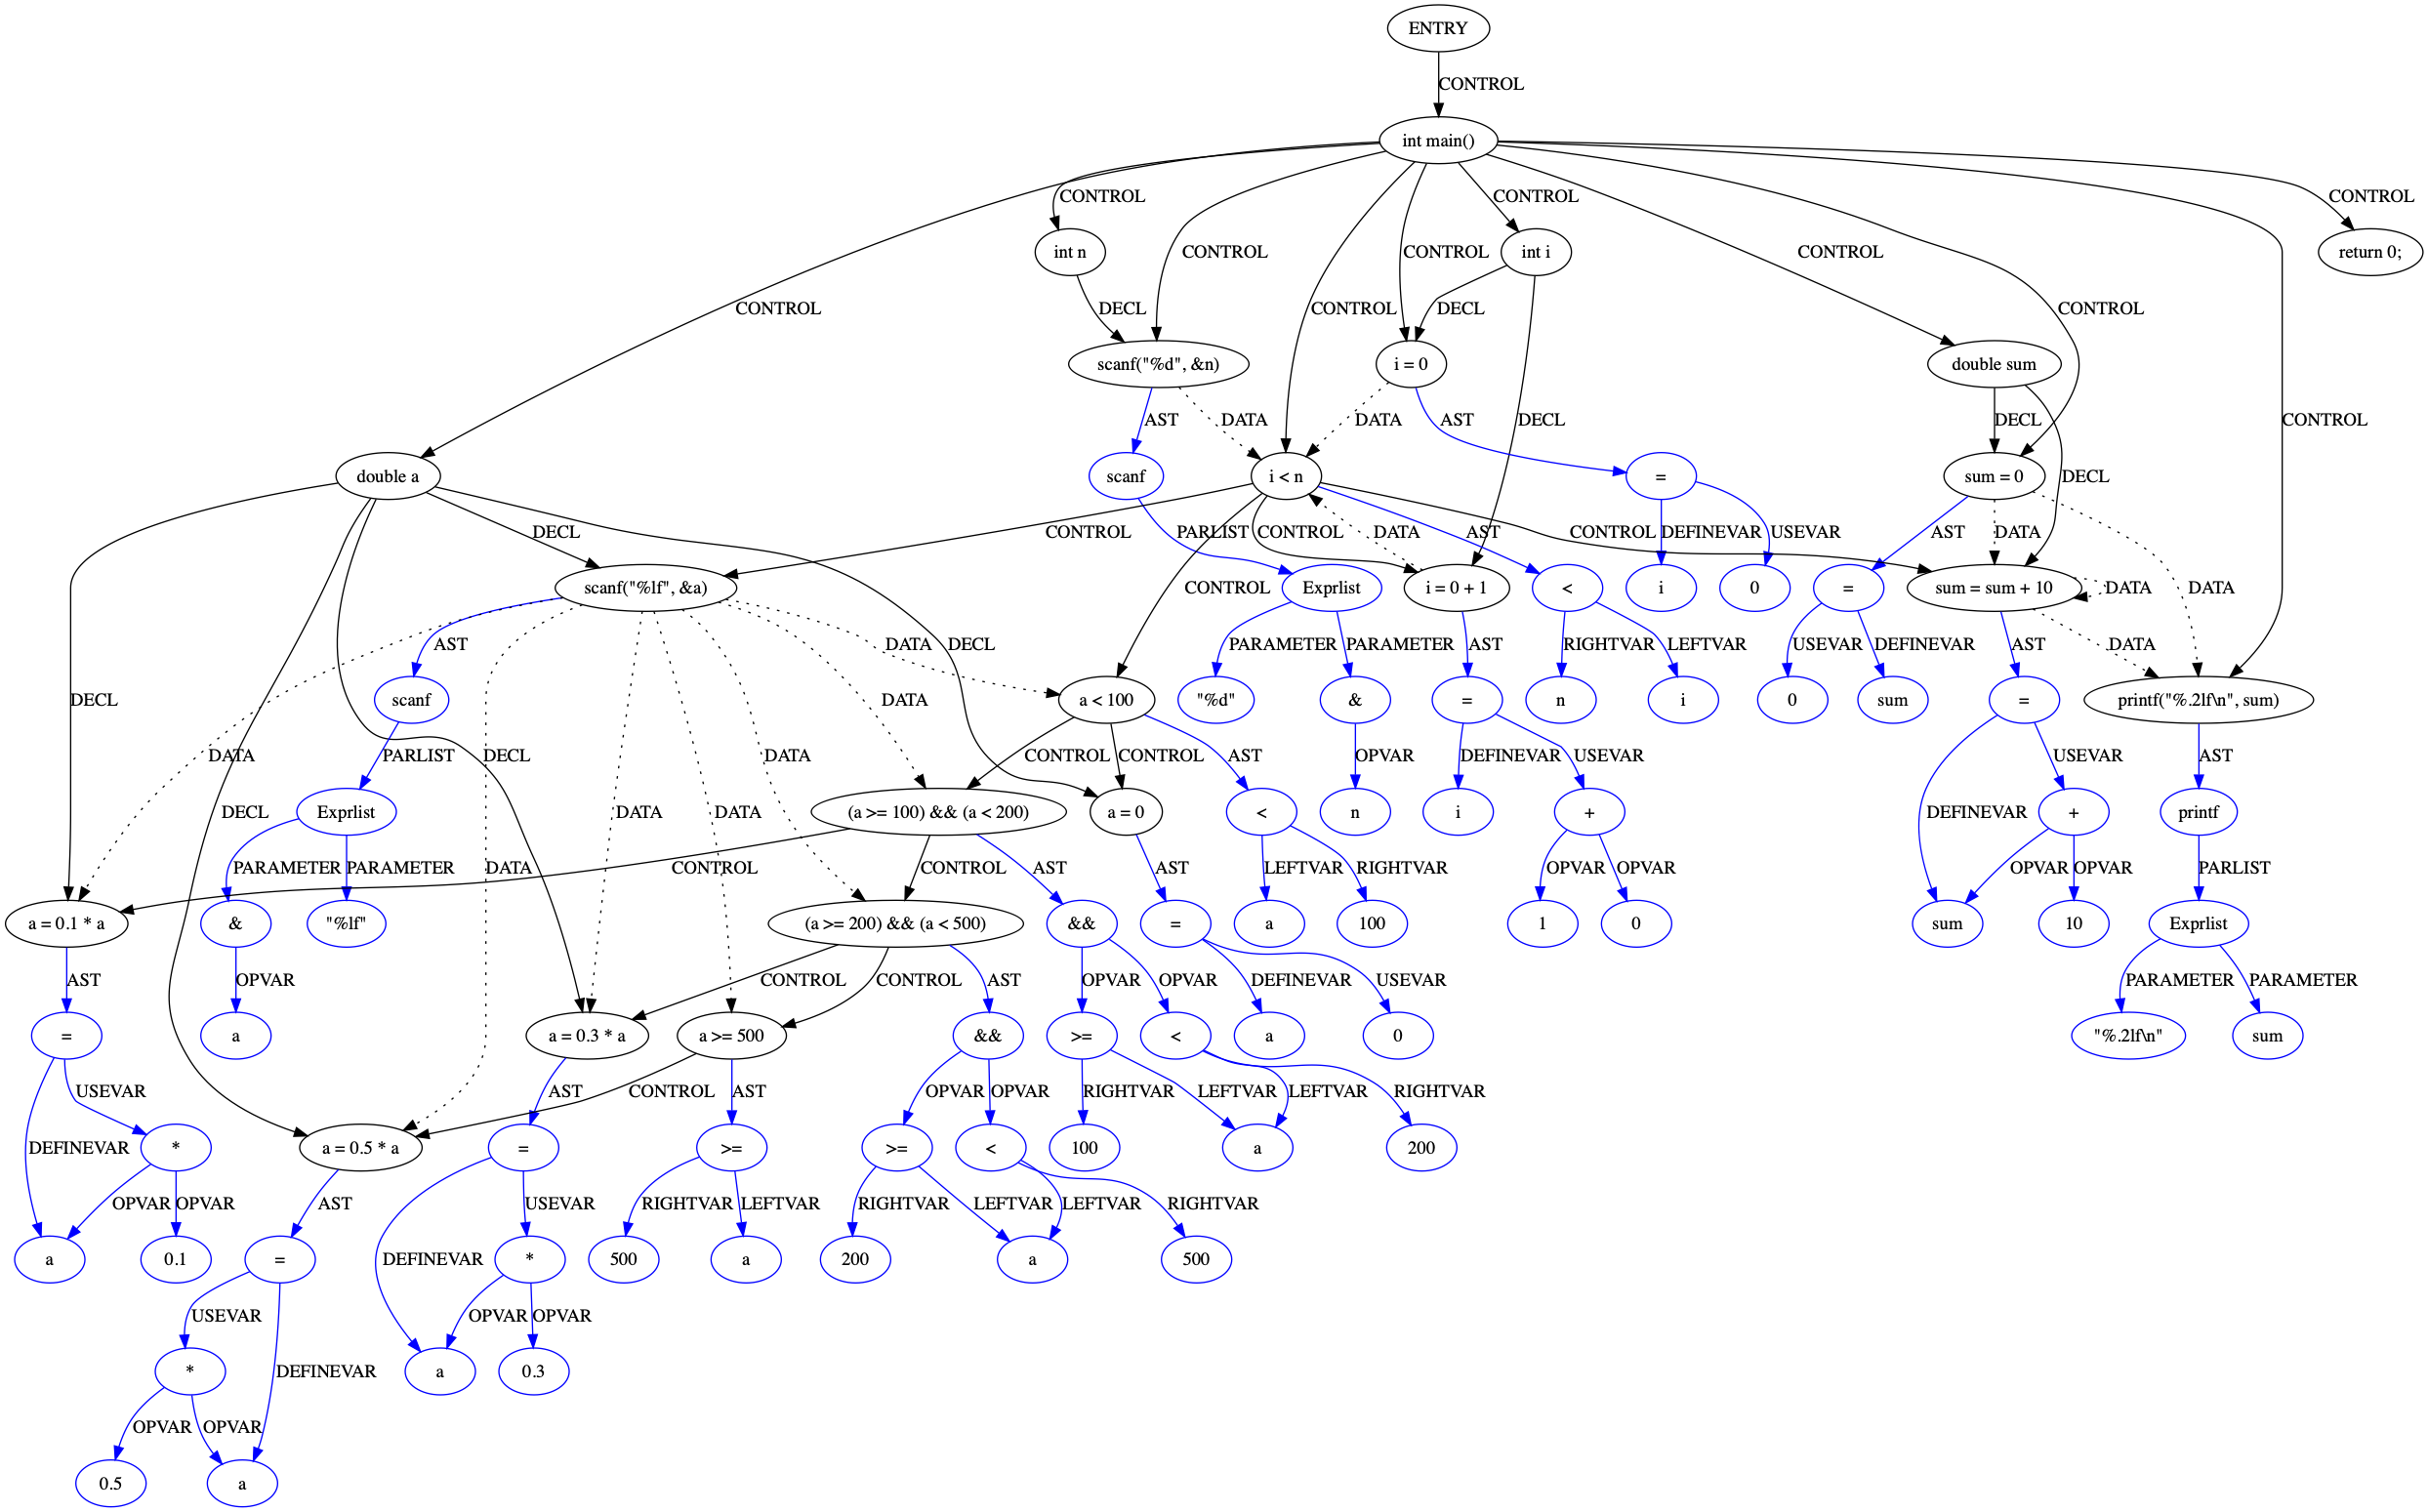 ENTRY
CONTROL
int main()
CONTROL CONTROL CONTROL
int n int i return 0;
CONTROL CONTROL CONTROL
CONTROL DECL CONTROL DECL CONTROL
scanf("%d", &n) i = 0 double sum
AST DATA DATA AST DECL DECL CONTROL
double a scanf i < n = sum = 0
DECL CONTROL PARLIST CONTROL DATA AST CONTROL DEFINEVAR USEVAR AST DATA DECL
scanf("%lf", &a) Exprlist i = 0 + 1 < i 0 = sum = sum + 10 DATA
CONTROL DATA
DECL AST DATA DECL PARAMETER PARAMETER AST RIGHTVAR LEFTVAR USEVAR DEFINEVAR AST DATA
scanf a < 100 "%d" & = n i 0 sum = printf("%.2lf\n", sum)
DATA
DATA PARLIST DECL DECL DATA CONTROL CONTROL AST OPVAR DEFINEVAR USEVAR USEVAR AST
Exprlist (a >= 100) && (a < 200) a = 0 < n i + DEFINEVAR + printf
DECL DATA DATA
PARAMETER PARAMETER DATA CONTROL CONTROL AST AST LEFTVAR RIGHTVAR OPVAR OPVAR OPVAR OPVAR PARLIST
a = 0.1 * a & "%lf" (a >= 200) && (a < 500) && = a 100 1 0 sum 10 Exprlist
AST OPVAR CONTROL CONTROL AST OPVAR OPVAR DEFINEVAR USEVAR PARAMETER PARAMETER
= a a = 0.3 * a a >= 500 && >= < a 0 "%.2lf\n" sum
USEVAR CONTROL AST AST OPVAR OPVAR RIGHTVAR LEFTVAR LEFTVAR RIGHTVAR
DEFINEVAR * a = 0.5 * a = >= >= < 100 a 200
OPVAR OPVAR AST USEVAR RIGHTVAR LEFTVAR RIGHTVAR LEFTVAR LEFTVAR RIGHTVAR
a 0.1 = DEFINEVAR * 500 a 200 a 500
USEVAR OPVAR OPVAR
* DEFINEVAR a 0.3
OPVAR OPVAR
0.5 a